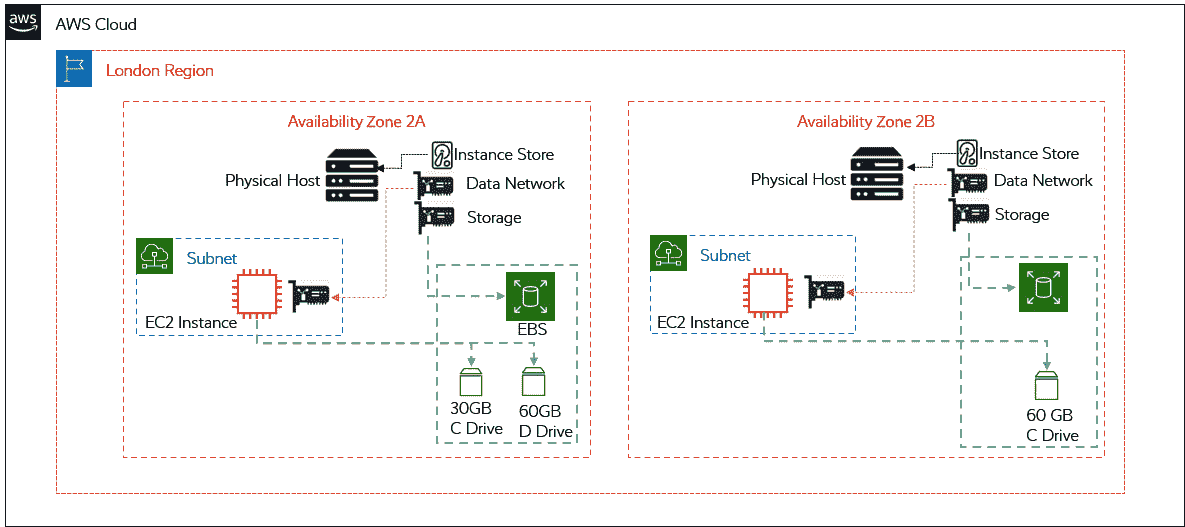 aws
AWS Cloud
London Region
Availability Zone 2A
Instance Store
Physical Host
Data Network
Storage
Subnet
EC2 Instance
EBS
30GB
C Drive
60GB
D Drive
Availability Zone 2B
Instance Store
Physical Host
Data Network
Storage
Subnet
EC2 Instance
60 GB
C Drive